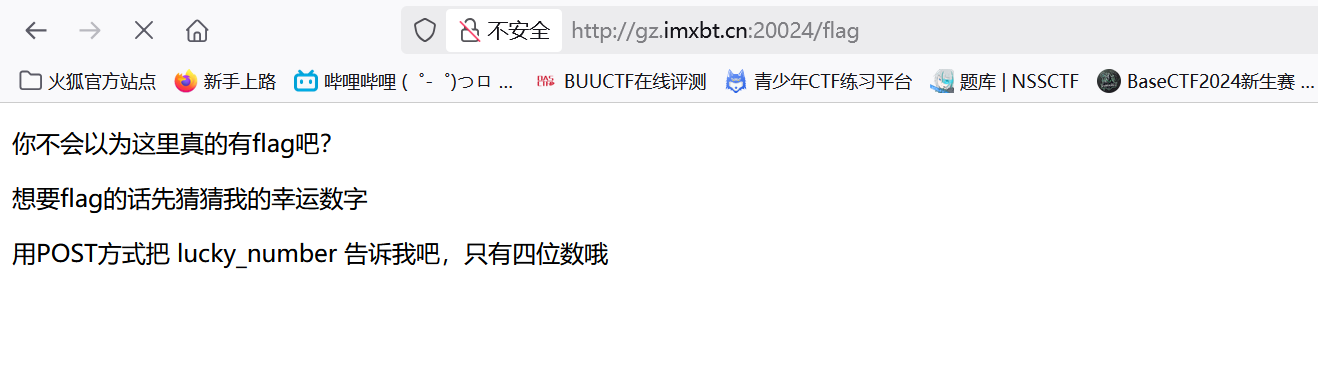 不安全 http://gz.imxbt.cn:20024/flag
火狐官方站点 新手上路 哔哩哔哩 ( ゜- ゜)つロ ... BUUCTF在线评测 青少年CTF练习平台 题库 | NSSCTF BaseCTF2024新生赛 ...
你不会以为这里真的有flag吧?
想要flag的话先猜猜我的幸运数字
用POST方式把 lucky_number 告诉我吧，只有四位数哦